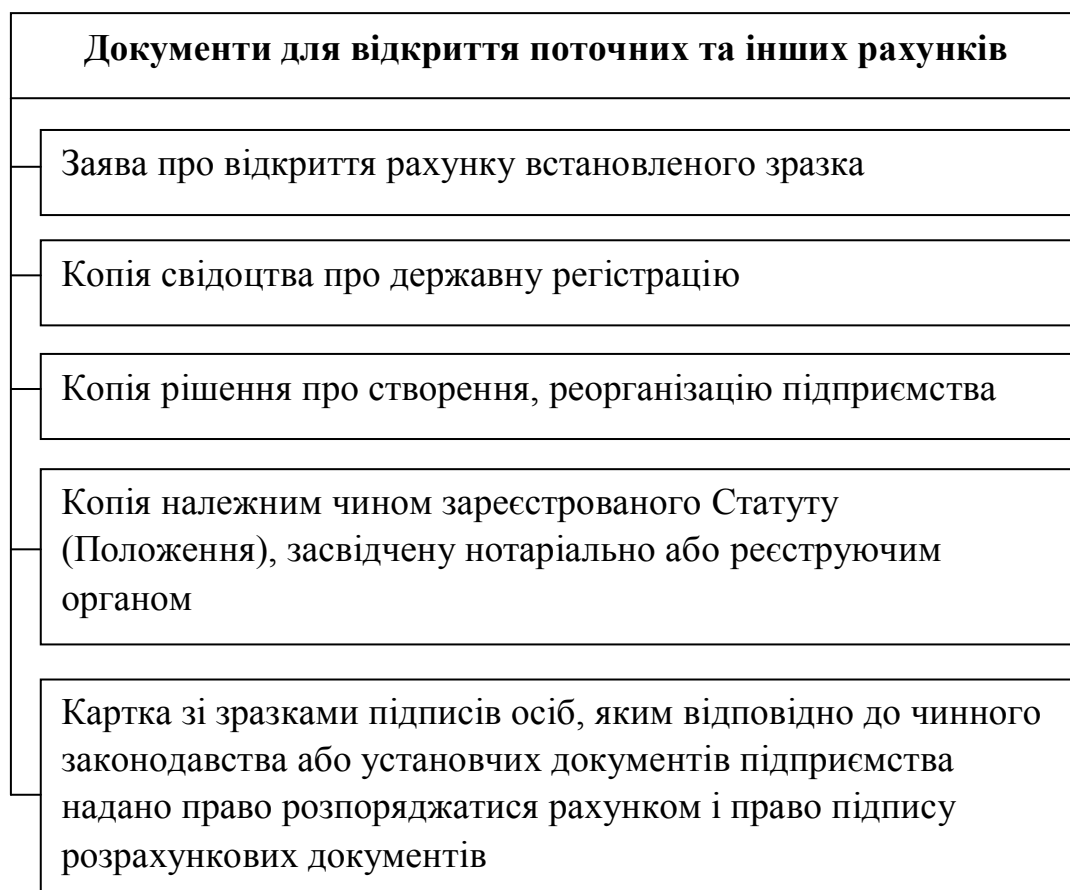 Документи для відкриття поточних та інших рахунків
Заява про відкриття рахунку встановленого зразка
Копія свідоцтва про державну регістрацію
Копія рішення про створення, реорганізацію підприємства
Копія належним чином зареєстрованого Статуту
(Положення), засвідчену нотаріально або реєструючим
органом
Картка зі зразками підписів осіб, яким відповідно до чинного
законодавства або установчих документів підприємства
надано право розпоряджатися рахунком і право підпису
розрахункових документів